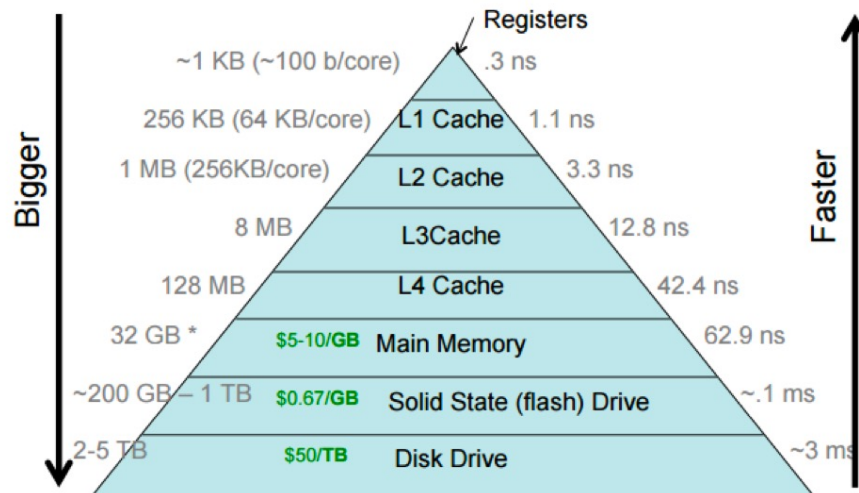 Registers
~1 KB (~100 b/core) .3 ns
256 KB (64 KB/core) L1 Cache 1.1 ns
1 MB (256KB/core) L2 Cache 3.3 ns
8 MB L3Cache 12.8 ns
128 MB L4 Cache 42.4 ns
32 GB * $5-10/GB Main Memory 62.9 ns
~200 GB – 1 TB $0.67/GB Solid State (flash) Drive ~.1 ms
2-5 TB $50/TB Disk Drive ~3 ms
Bigger
Faster